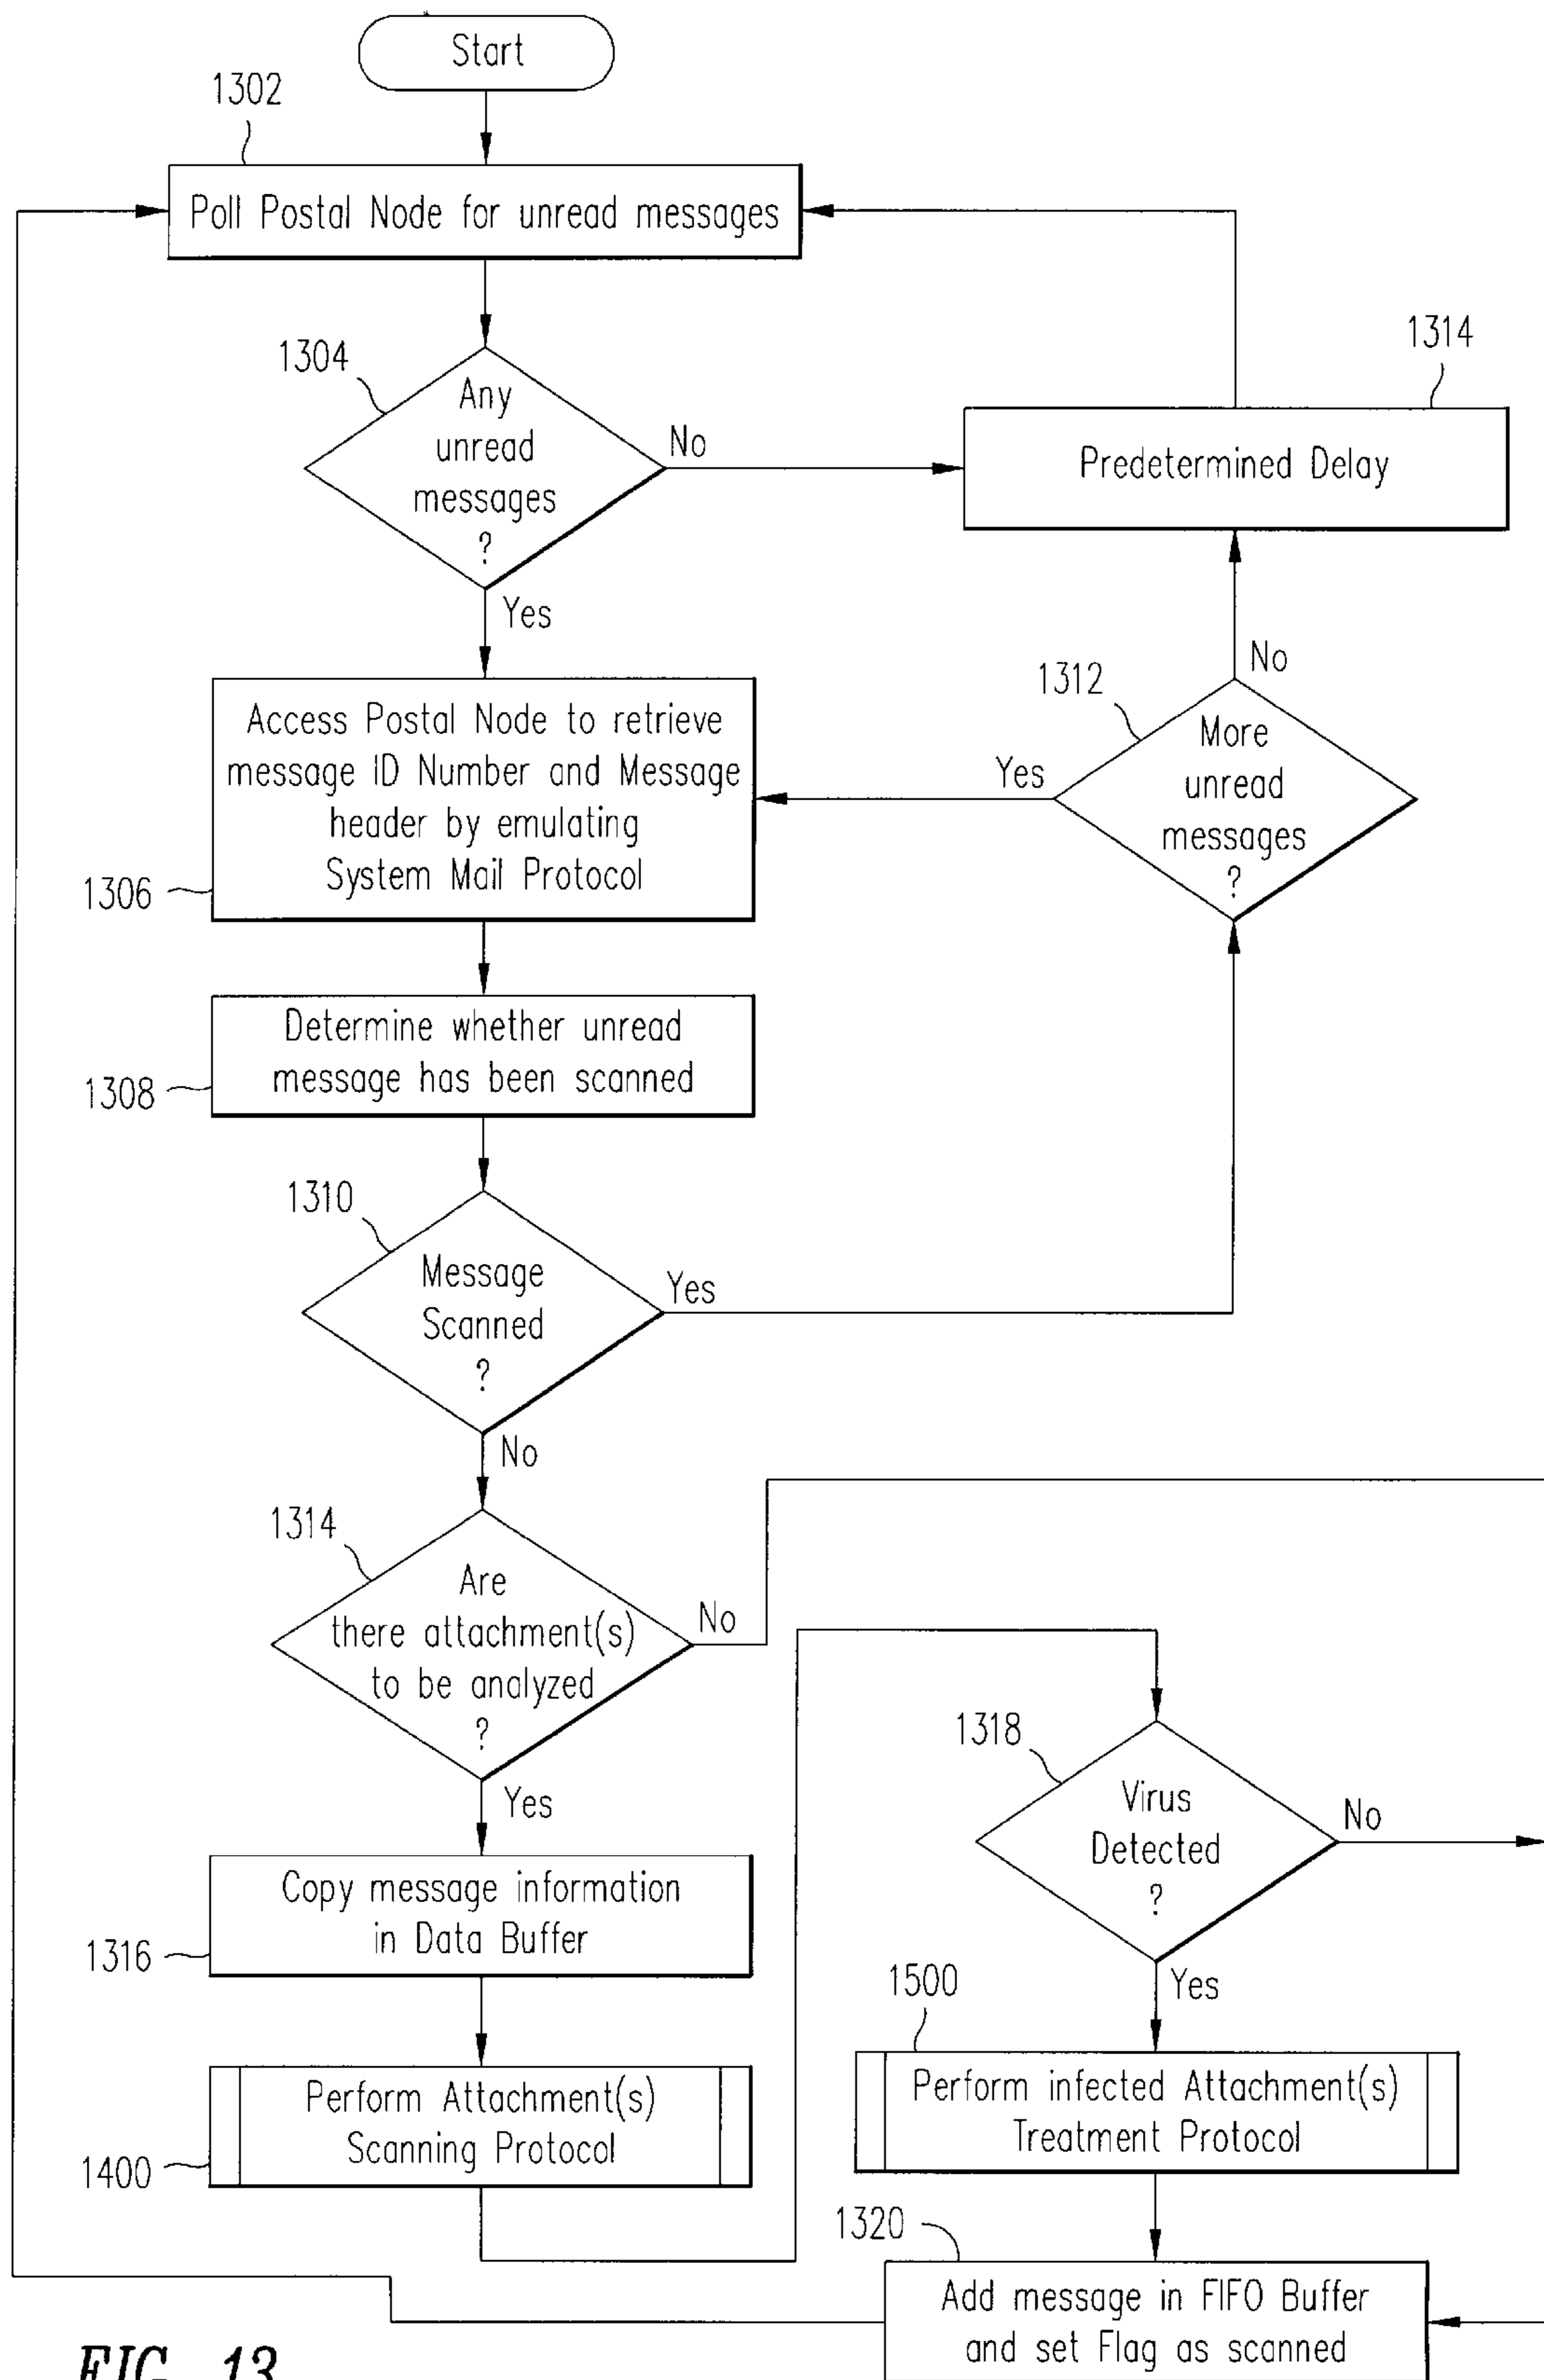 Start
1302
Poll Postal Node for unread messages
1304
Any
unread
messages
?
No
Yes
1314
Predetermined Delay
1306
Access Postal Node to retrieve
message ID Number and Message
header by emulating
System Mail Protocol
1312
More
unread
messages
?
No
Yes
1308
Determine whether unread
message has been scanned
1310
Message
Scanned
?
Yes
No
1314
Are
there attachment(s)
to be analyzed
?
No
Yes
1316
Copy message information
in Data Buffer
1400
Perform Attachment(s)
Scanning Protocol
1318
Virus
Detected
?
No
Yes
1500
Perform infected Attachment(s)
Treatment Protocol
1320
Add message in FIFO Buffer
and set Flag as scanned
FIG. 13